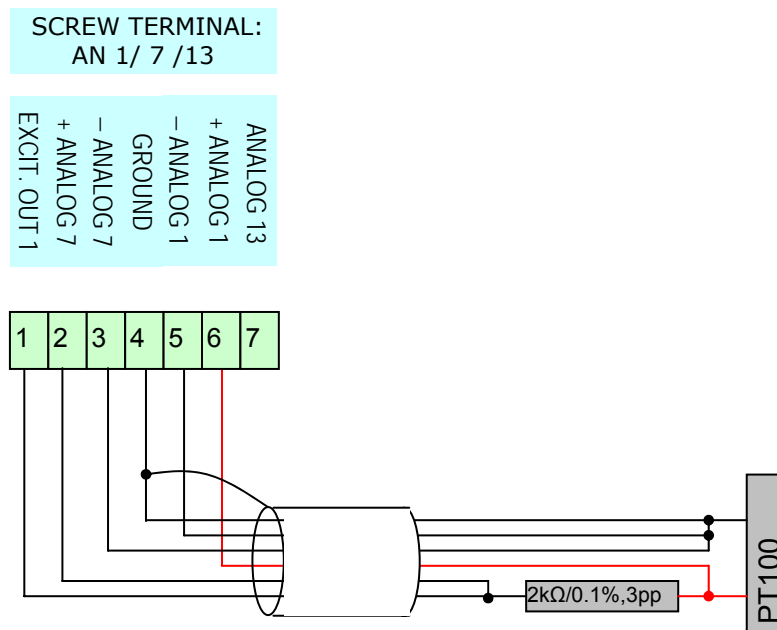 SCREW TERMINAL:
AN 1/ 7 /13
EXCIT. OUT 1
+ ANALOG 7
– ANALOG 7
GROUND
– ANALOG 1
+ ANALOG 1
ANALOG 13
1 2 3 4 5 6 7
2kΩ/0.1%,3pp
PT100